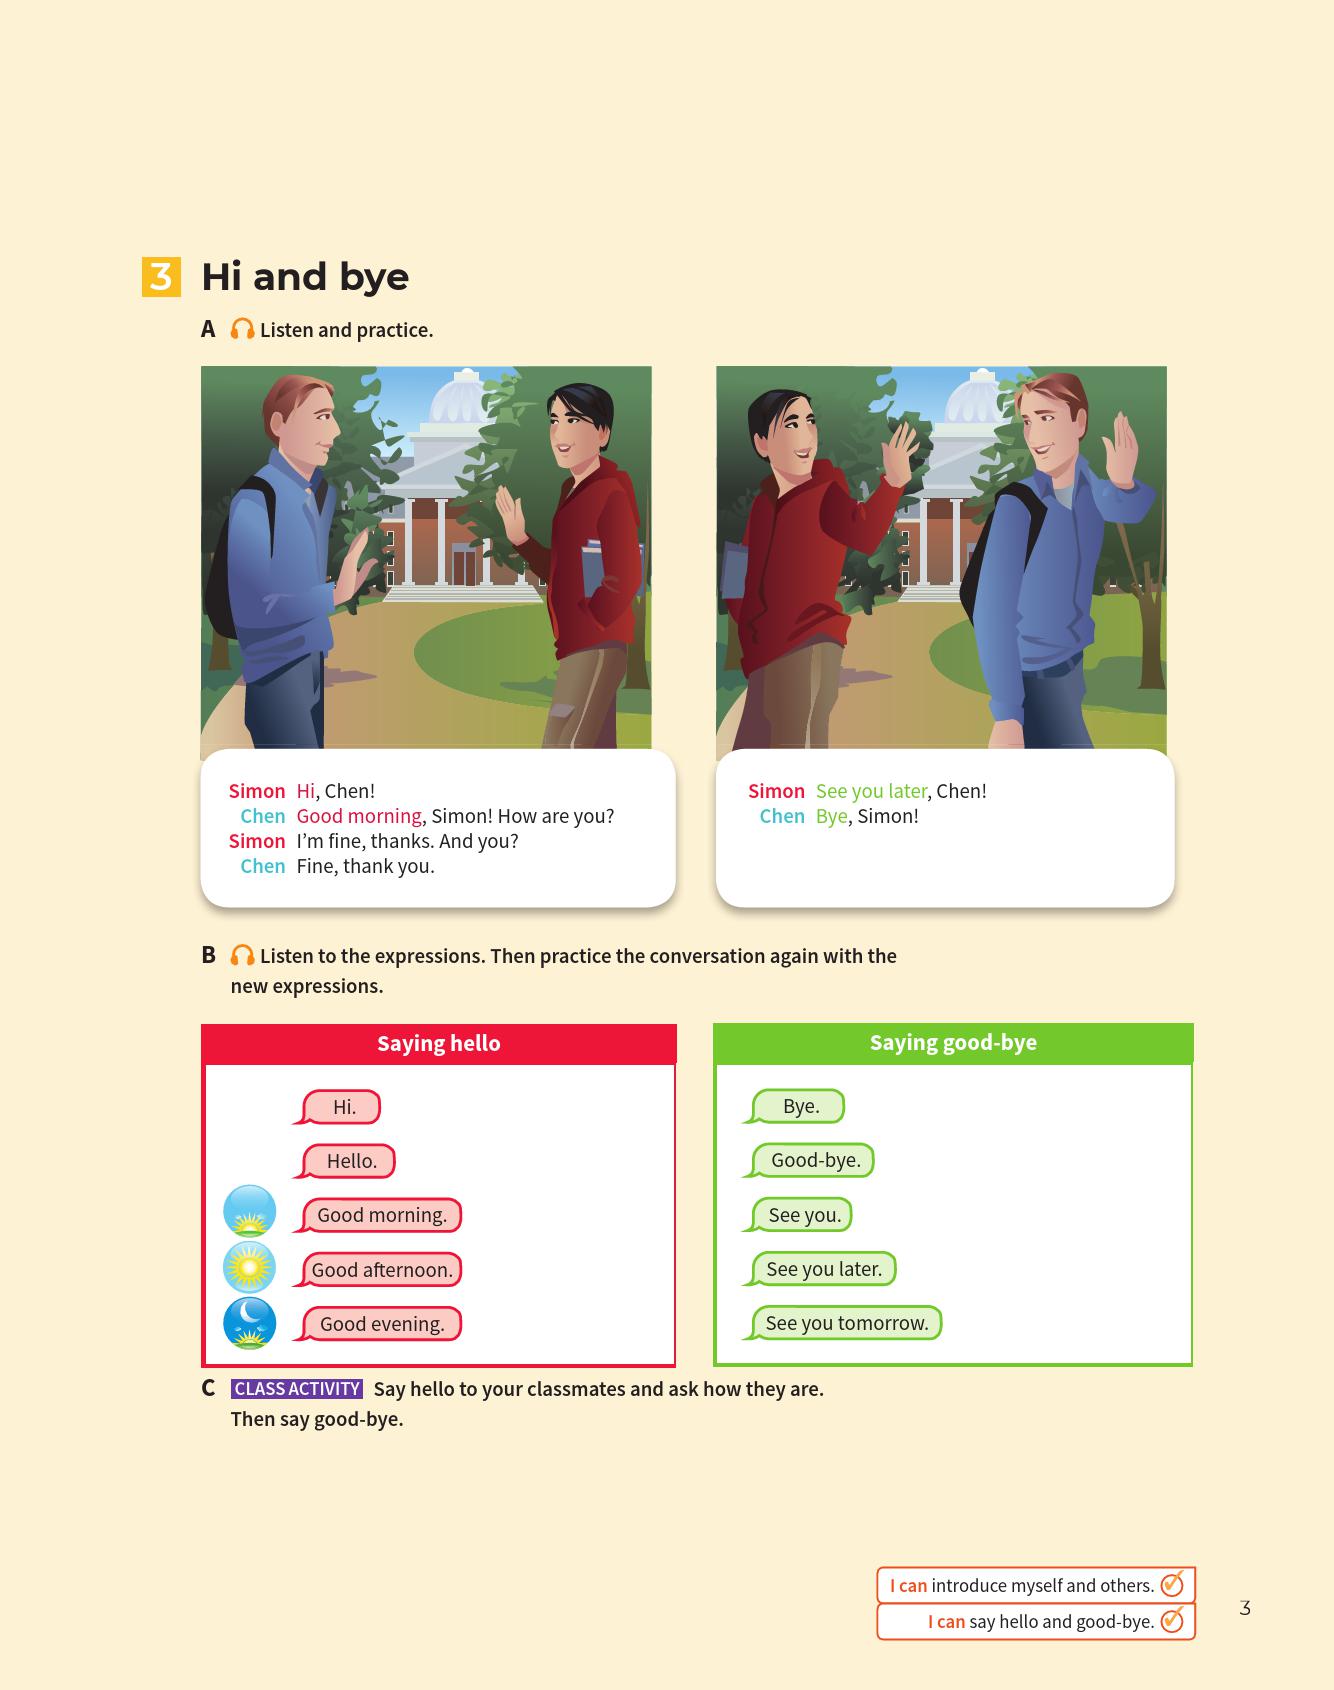 3 Hi and bye
A Listen and practice.
Simon Hi, Chen!
Chen Good morning, Simon! How are you?
Simon I’m fine, thanks. And you?
Chen Fine, thank you.
Simon See you later, Chen!
Chen Bye, Simon!
B Listen to the expressions. Then practice the conversation again with the
new expressions.
Saying hello
Hi.
Hello.
Good morning.
Good afternoon.
Good evening.
Saying good-bye
Bye.
Good-bye.
See you.
See you later.
See you tomorrow.
C CLASS ACTIVITY Say hello to your classmates and ask how they are.
Then say good-bye.
I can introduce myself and others.
I can say hello and good-bye.
3